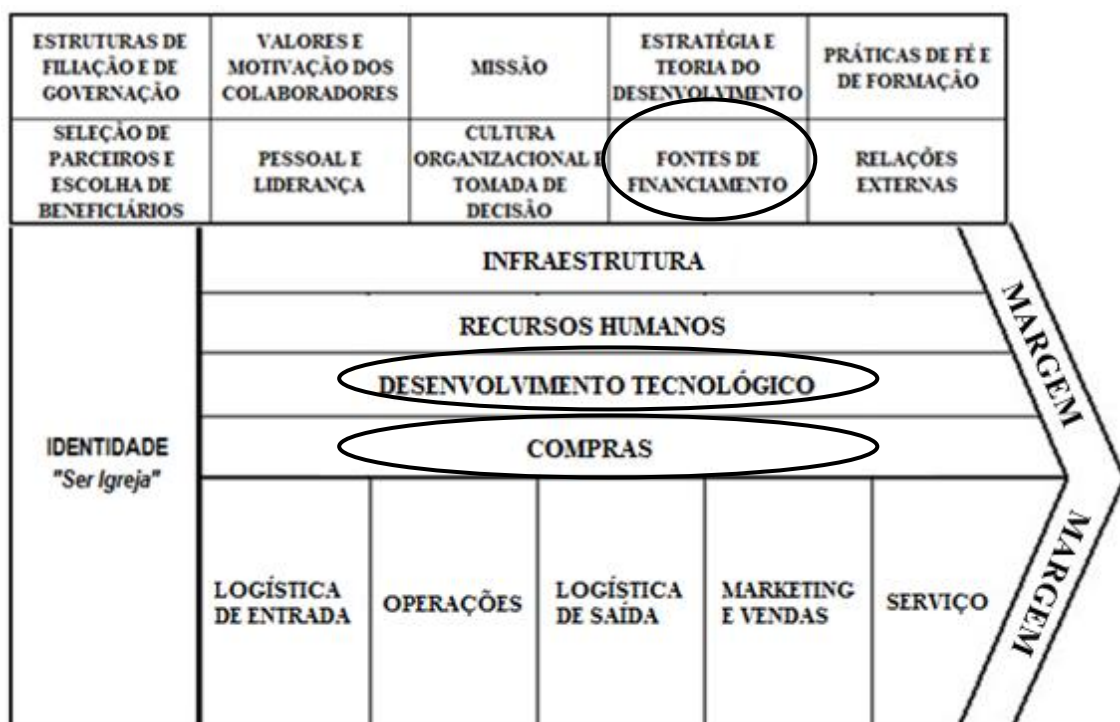 ESTRUTURAS DE
FILIAÇÃO E DE
GOVERNAÇÃO
VALORES E
MOTIVAÇÃO DOS
COLABORADORES
MISSÃO
ESTRATÉGIA E
TEORIA DO
DESENVOLVIMENTO
PRÁTICAS DE FÉ E
DE FORMAÇÃO
SELEÇÃO DE
PARCEIROS E
ESCOLHA DE
BENEFICIÁRIOS
PESSOAL E
LIDERANÇA
CULTURA
ORGANIZACIONAL E
TOMADA DE
DECISÃO
FONTES DE
FINANCIAMENTO
RELAÇÕES
EXTERNAS
IDENTIDADE
"Ser Igreja"
INFRAESTRUTURA
RECURSOS HUMANOS
DESENVOLVIMENTO TECNOLÓGICO
COMPRAS
LOGÍSTICA
DE ENTRADA
OPERAÇÕES
LOGÍSTICA
DE SAÍDA
MARKETING
E VENDAS
SERVIÇO
MARGEM
MARGEM